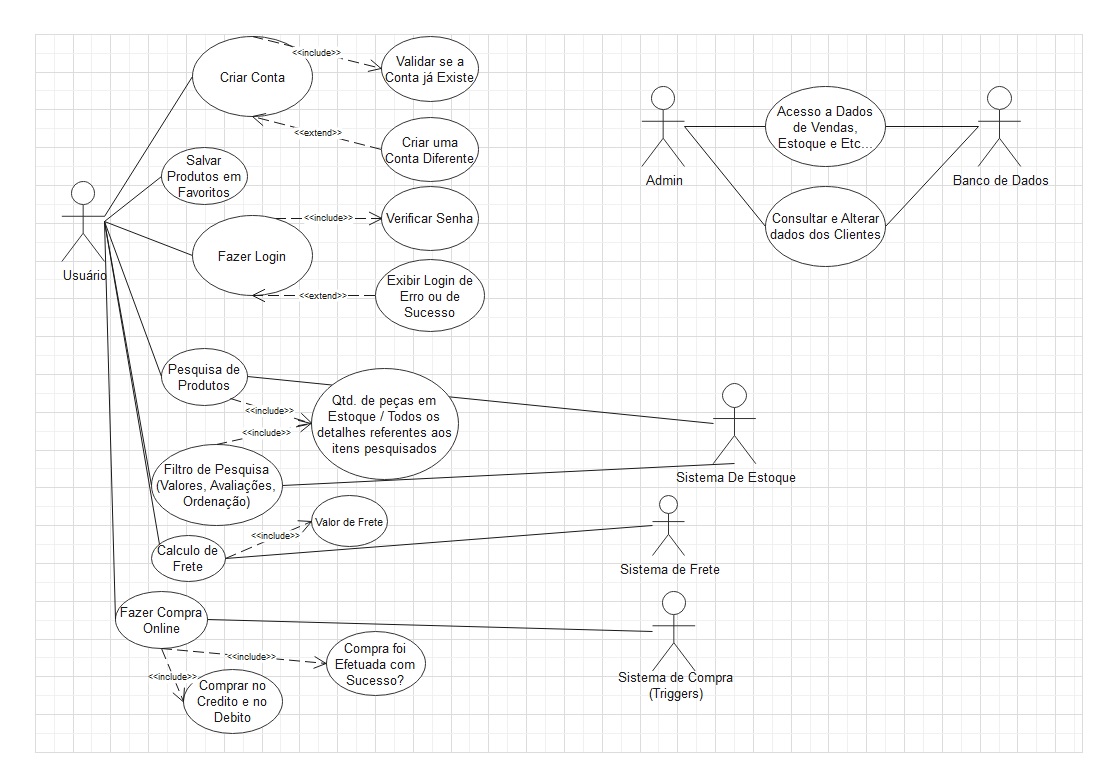 Criar Conta
<<include>>
Validar se a
Conta já Existe
<<extend>>
Criar uma
Conta Diferente
Salvar
Produtos em
Favoritos
Usuário
Fazer Login
<<include>>
Verificar Senha
<<extend>>
Exibir Login de
Erro ou de
Sucesso
Admin
Acesso a Dados
de Vendas,
Estoque e Etc...
Banco de Dados
Consultar e Alterar
dados dos Clientes
Pesquisa de
Produtos
<<include>>
<<include>>
Qtd. de peças em
Estoque / Todos os
detalhes referentes aos
itens pesquisados
Filtro de Pesquisa
(Valores, Avaliações,
Ordenação)
Sistema De Estoque
Calculo de
Frete
<<include>>
Valor de Frete
Sistema de Frete
Fazer Compra
Online
<<include>>
Compra foi
Efetuada com
Sucesso?
<<include>>
Comprar no
Credito e no
Debito
Sistema de Compra
(Triggers)